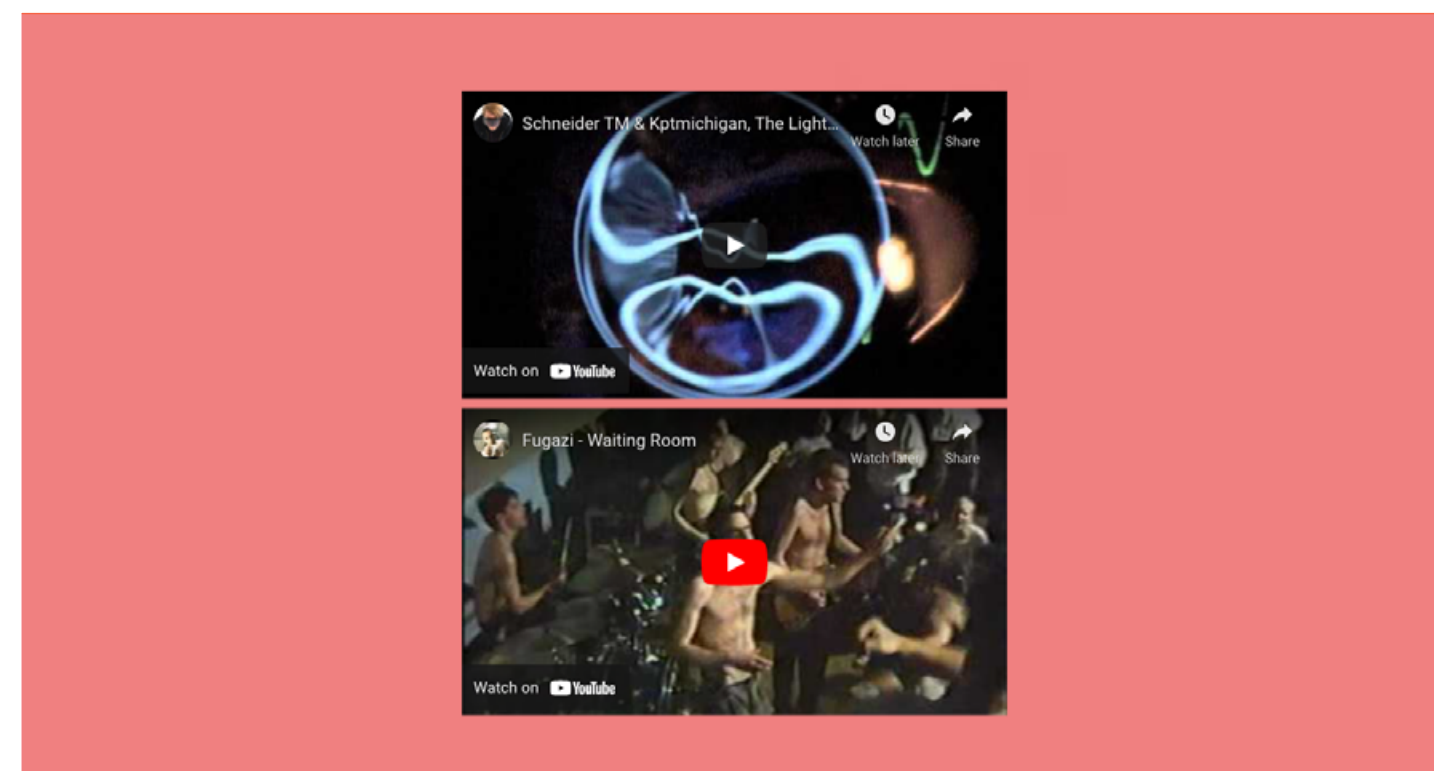 Schneider TM & Kptmichigan, The Light...
Watch later
Share
Watch on YouTube
Fugazi - Waiting Room
Watch later
Share
Watch on YouTube